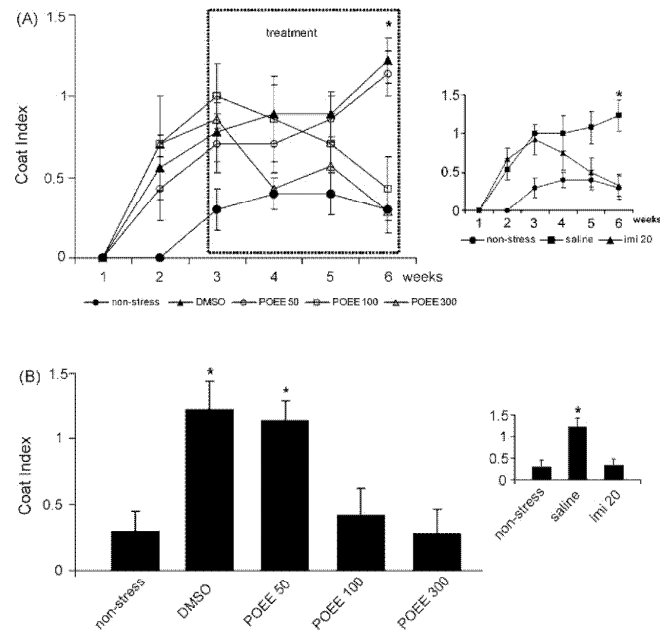 (A)
treatment
*
Coat Index
1.5
1
0.5
0
1 2 3 4 5 6 weeks
non-stress DMSO POEE 50 POEE 100 POEE 300
*
1.5
1
0.5
0
1 2 3 4 5 6 weeks
non-stress saline imi 20
(B)
Coat Index
1.5
1
0.5
0
* *
non-stress DMSO POEE 50 POEE 100 POEE 300
*
1.5
1
0.5
0
non-stress saline imi 20